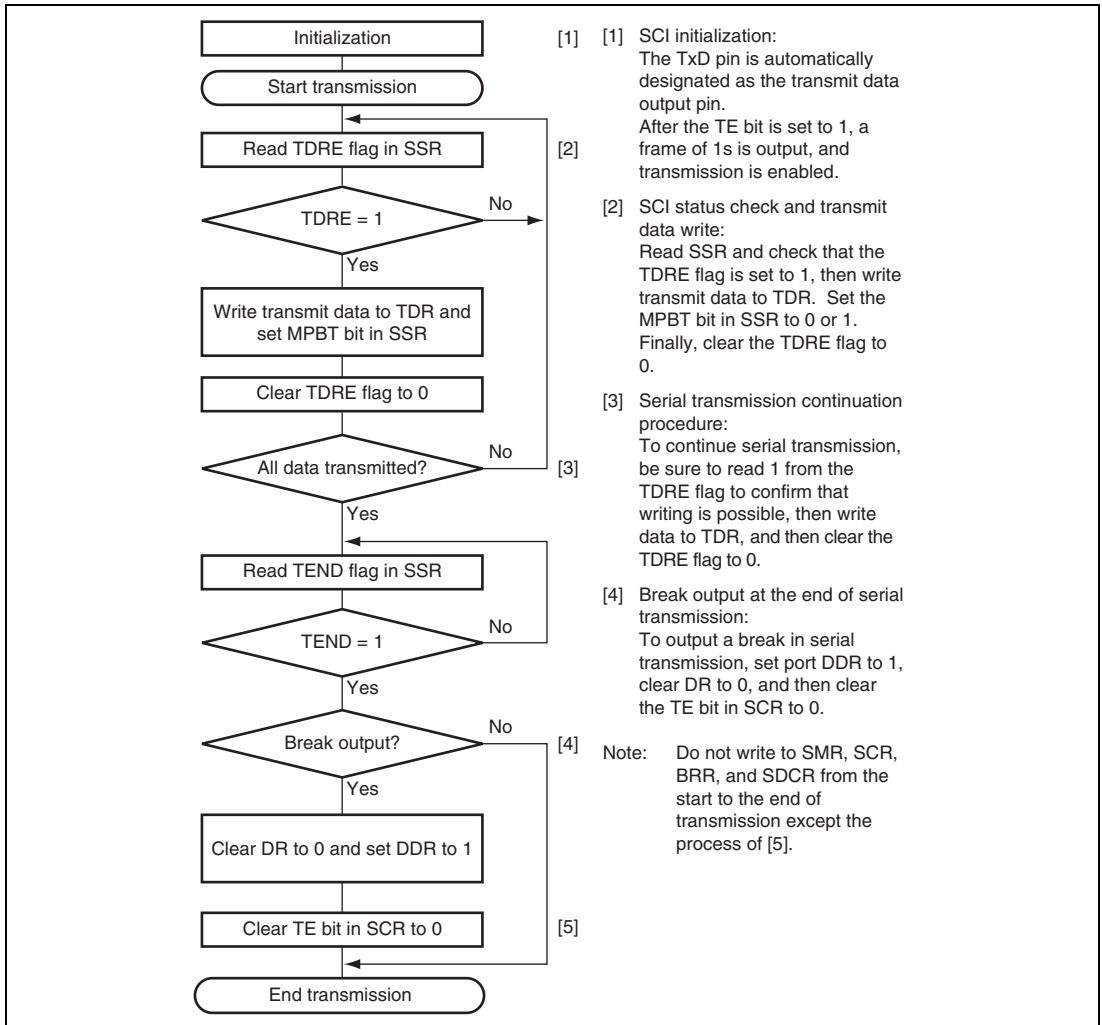 Initialization
[1]
Start transmission
Read TDRE flag in SSR
[2]
TDRE = 1
No
Yes
Write transmit data to TDR and
set MPBT bit in SSR
Clear TDRE flag to 0
All data transmitted?
No
[3]
Yes
Read TEND flag in SSR
TEND = 1
No
Yes
Break output?
No
[4]
Yes
Clear DR to 0 and set DDR to 1
Clear TE bit in SCR to 0
[5]
End transmission
[1] SCI initialization:
The TxD pin is automatically
designated as the transmit data
output pin.
After the TE bit is set to 1, a
frame of 1s is output, and
transmission is enabled.
[2] SCI status check and transmit
data write:
Read SSR and check that the
TDRE flag is set to 1, then write
transmit data to TDR. Set the
MPBT bit in SSR to 0 or 1.
Finally, clear the TDRE flag to
0.
[3] Serial transmission continuation
procedure:
To continue serial transmission,
be sure to read 1 from the
TDRE flag to confirm that
writing is possible, then write
data to TDR, and then clear the
TDRE flag to 0.
[4] Break output at the end of serial
transmission:
To output a break in serial
transmission, set port DDR to 1,
clear DR to 0, and then clear
the TE bit in SCR to 0.
Note: Do not write to SMR, SCR,
BRR, and SDCR from the
start to the end of
transmission except the
process of [5].